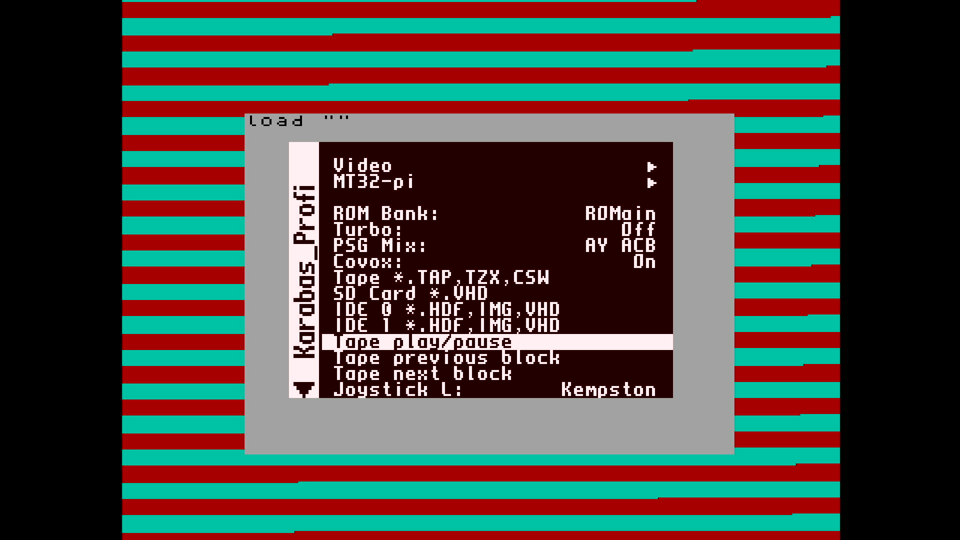 load ""
Karabas_Profi
Video
MT32-pi
ROM Bank: ROMain
Turbo: Off
PSG Mix: AY ACB
Covox: On
Tape *.TAP,TZX,CSW
SD Card *.VHD
IDE 0 *.HDF,IMG,VHD
IDE 1 *.HDF,IMG,VHD
Tape play/pause
Tape previous block
Tape next block
Joystick L: Kempston